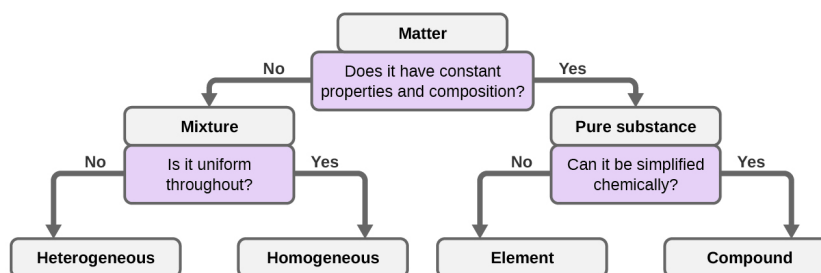 Matter
No
Does it have constant
properties and composition?
Yes
Mixture
Pure substance
No
Is it uniform
throughout?
Yes
No
Can it be simplified
chemically?
Yes
Heterogeneous
Homogeneous
Element
Compound